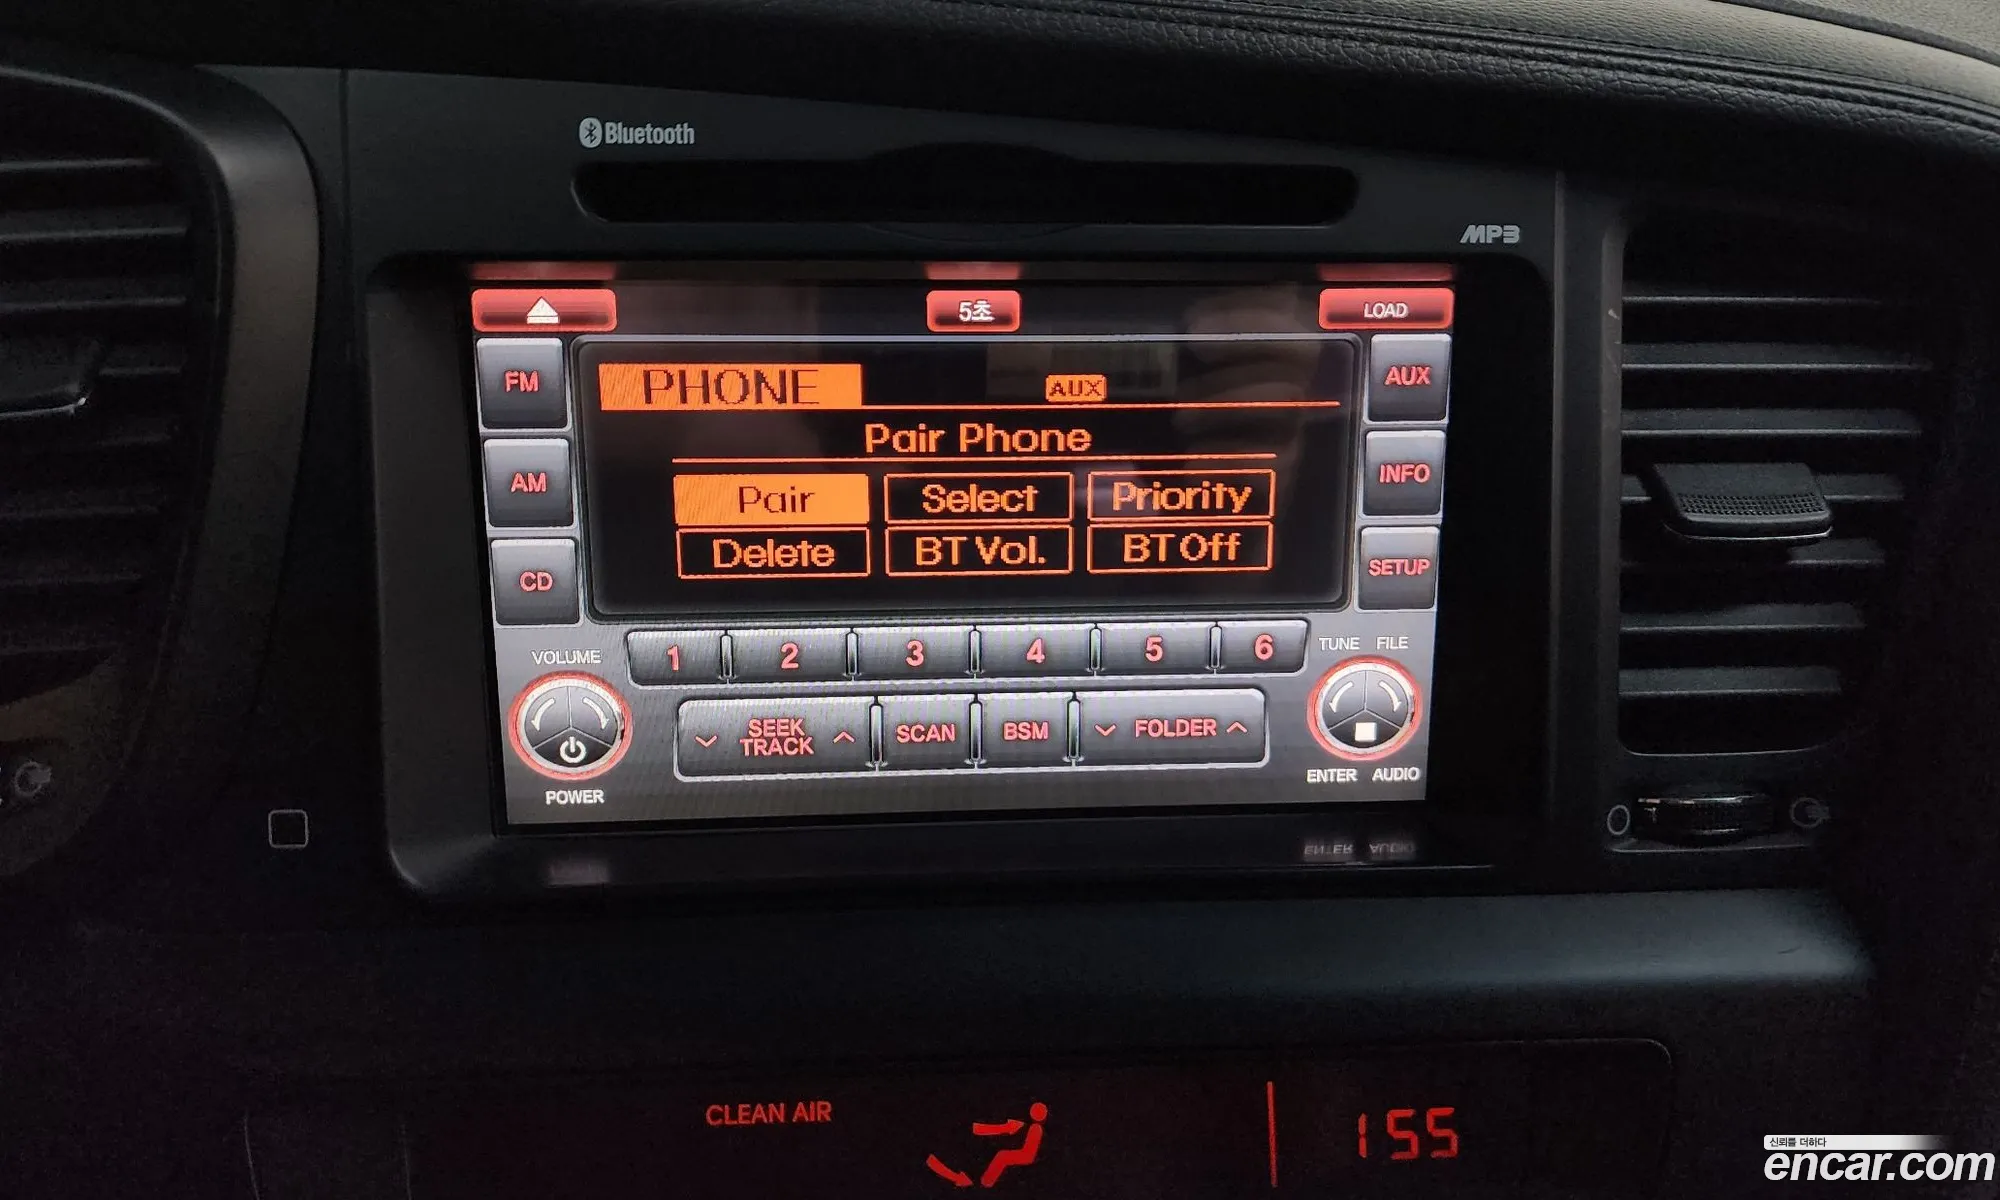 Bluetooth
MP3
5초
LOAD
FM
PHONE
AUX
AUX
Pair Phone
AM
Pair
Select
Priority
INFO
Delete
BT Vol.
BT Off
CD
SETUP
VOLUME
1
2
3
4
5
6
TUNE FILE
SEEK
TRACK
SCAN
BSM
FOLDER
POWER
ENTER AUDIO
CLEAN AIR
155
신뢰를 더하다
encar.com